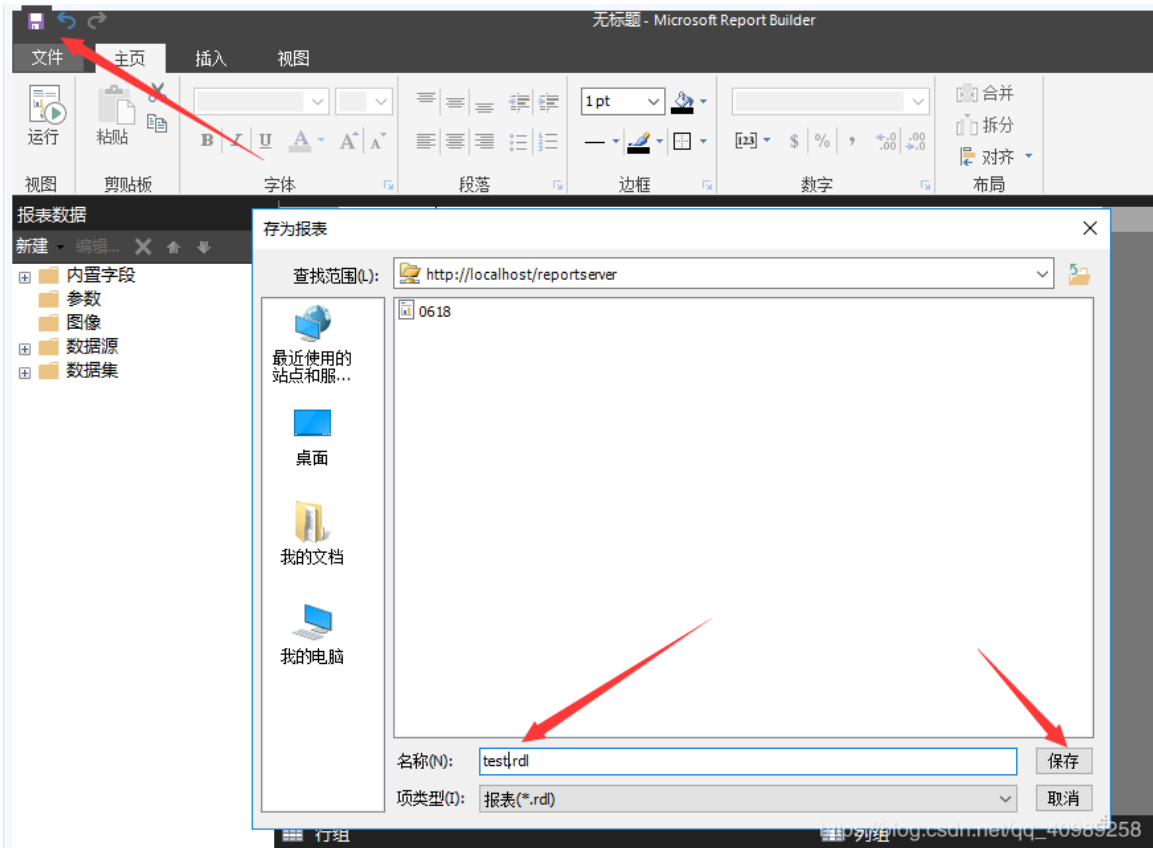 无标题 - Microsoft Report Builder
文件 主页 插入 视图
1pt
合并
拆分
B I U A A A
[123] $ % , .00 .00
对齐
运行 粘贴
视图 剪贴板 字体 段落 边框 数字 布局
报表数据
新建 编辑...
内置字段
参数
图像
数据源
数据集
存为报表
查找范围(L): http://localhost/reportserver
0618
最近使用的
站点和服...
桌面
我的文档
我的电脑
名称(N): test.rdl 保存
项类型(I): 报表(*.rdl) 取消
行组 列组
https://blog.csdn.net/qq_40989258